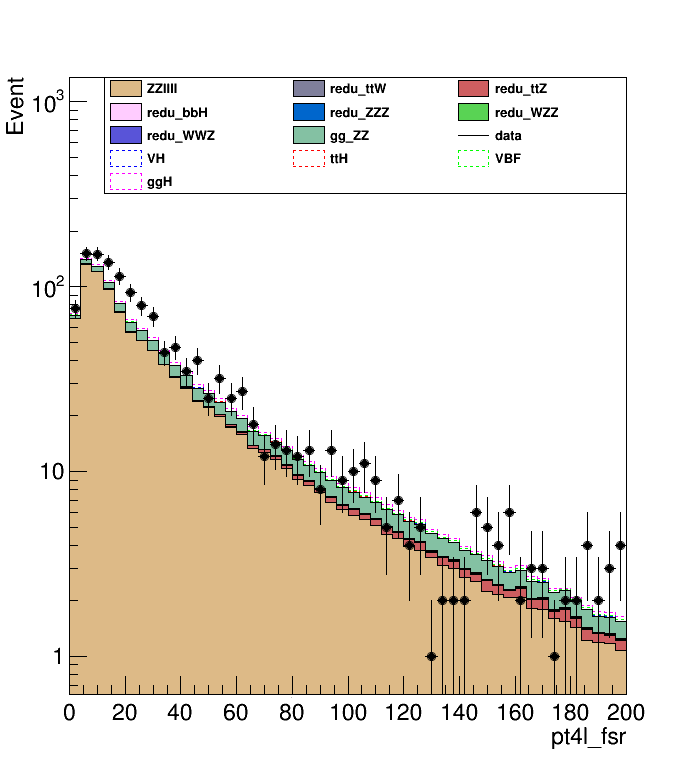 Event
10³
10²
10
1
ZZllll redu_ttW redu_ttZ
redu_bbH redu_ZZZ redu_WZZ
redu_WWZ gg_ZZ data
VH ttH VBF
ggH
0 20 40 60 80 100 120 140 160 180 200
pt4l_fsr